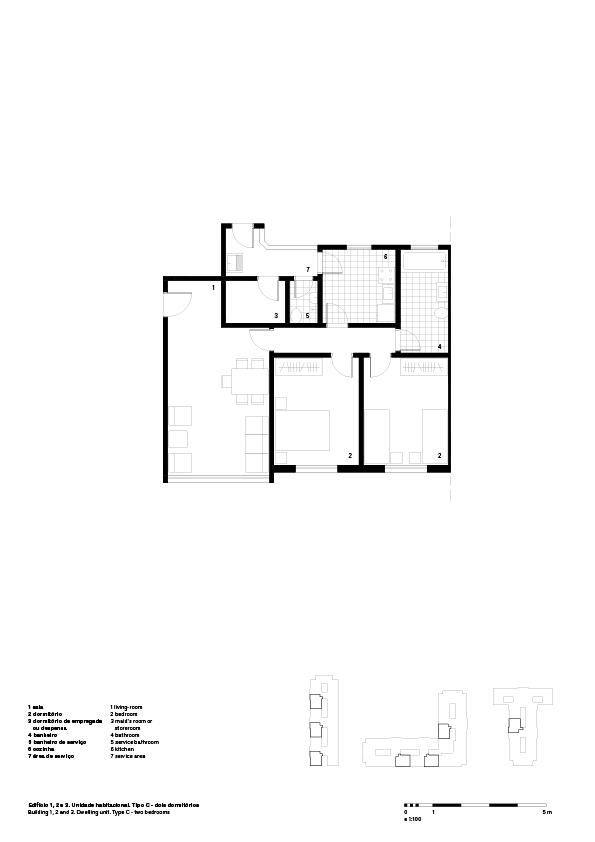 6
7
1
3
5
4
2
2
1 sala
2 dormitório
3 dormitório de empregada
ou despensa
4 banheiro
5 banheiro de serviço
6 cozinha
7 área de serviço
1 living-room
2 bedroom
3 maid's room or
storeroom
4 bathroom
5 service bathroom
6 kitchen
7 service area
Edifício 1, 2 e 3. Unidade habitacional. Tipo C - dois dormitórios
Building 1, 2 and 3. Dwelling unit. Type C - two bedrooms
0 1 5 m
e 1:100